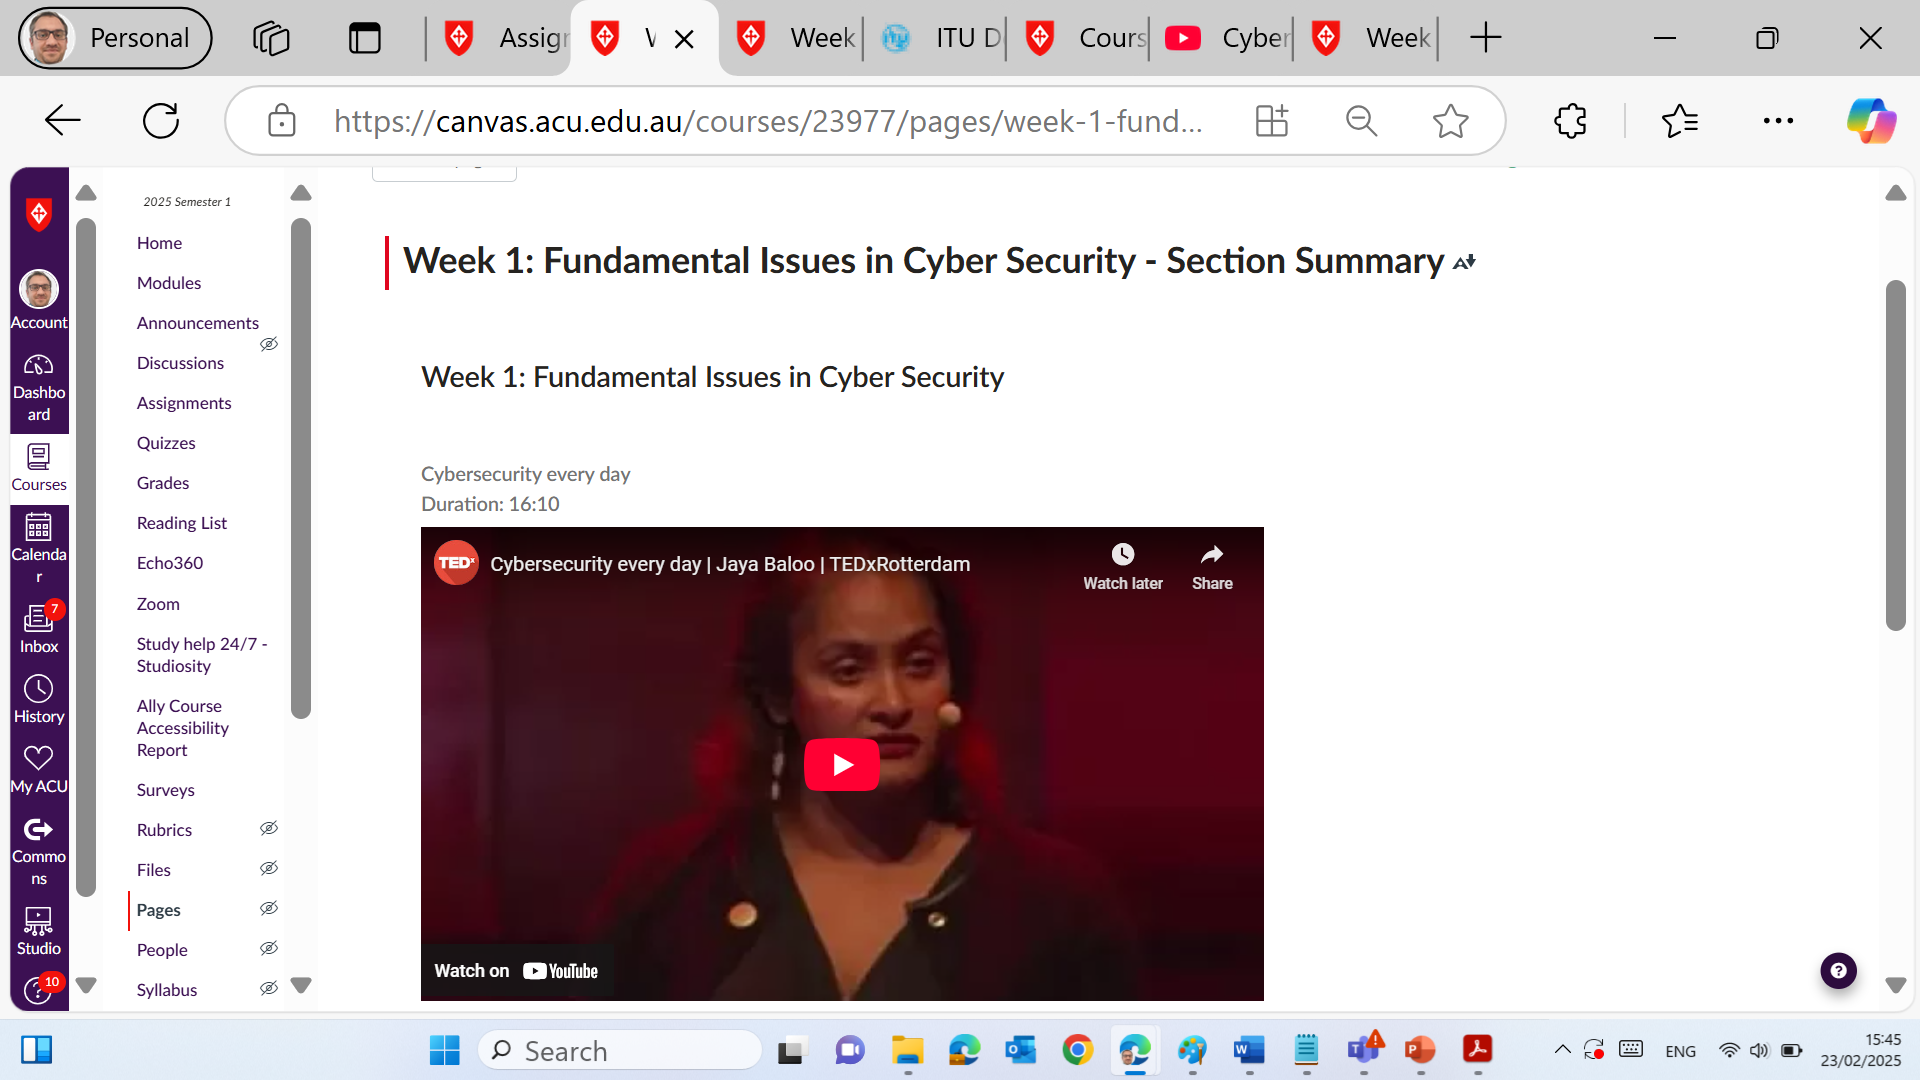 Personal
Assign
Week
ITU D
Cours
Cyber
Week
https://canvas.acu.edu.au/courses/23977/pages/week-1-fund...
Account
Dashbo
ard
Courses
Calenda
r
7
Inbox
History
My ACU
Commo
ns
Studio
10
2025 Semester 1
Home
Modules
Announcements
Discussions
Assignments
Quizzes
Grades
Reading List
Echo360
Zoom
Study help 24/7 -
Studiosity
Ally Course
Accessibility
Report
Surveys
Rubrics
Files
Pages
People
Syllabus
Week 1: Fundamental Issues in Cyber Security - Section Summary
Week 1: Fundamental Issues in Cyber Security
Cybersecurity every day
Duration: 16:10
TEDx
Cybersecurity every day | Jaya Baloo | TEDxRotterdam
Watch later
Share
Watch on YouTube
Search
ENG
15:45
23/02/2025